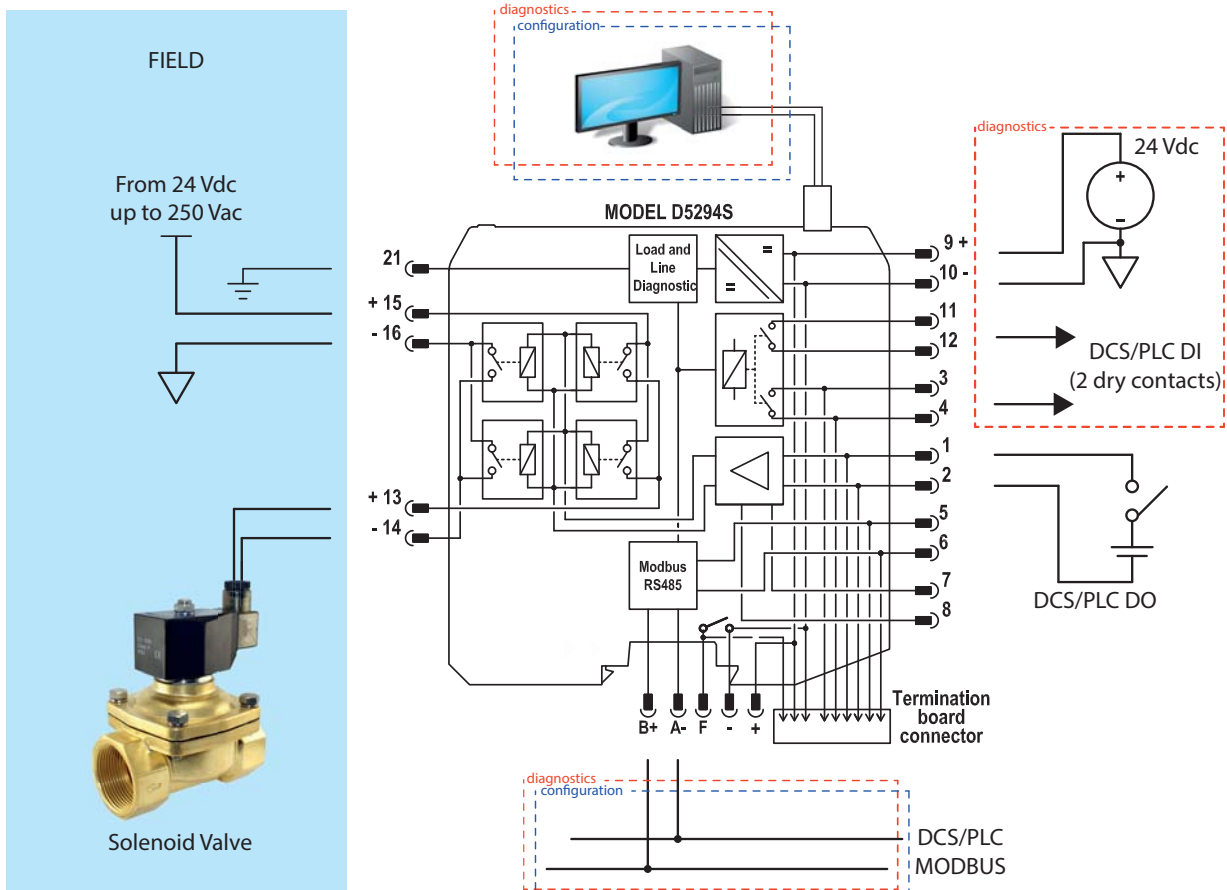 diagnostics
configuration
FIELD
diagnostics
24 Vdc
+
-
From 24 Vdc
up to 250 Vac
MODEL D5294S
21
Load and
Line
Diagnostic
=
=
9 +
10 -
+ 15
- 16
11
12
3
4
DCS/PLC DI
(2 dry contacts)
1
2
+ 13
- 14
5
6
Modbus
RS485
7
8
DCS/PLC DO
B+
A-
F
-
+
Termination
board
connector
diagnostics
configuration
Solenoid Valve
DCS/PLC
MODBUS